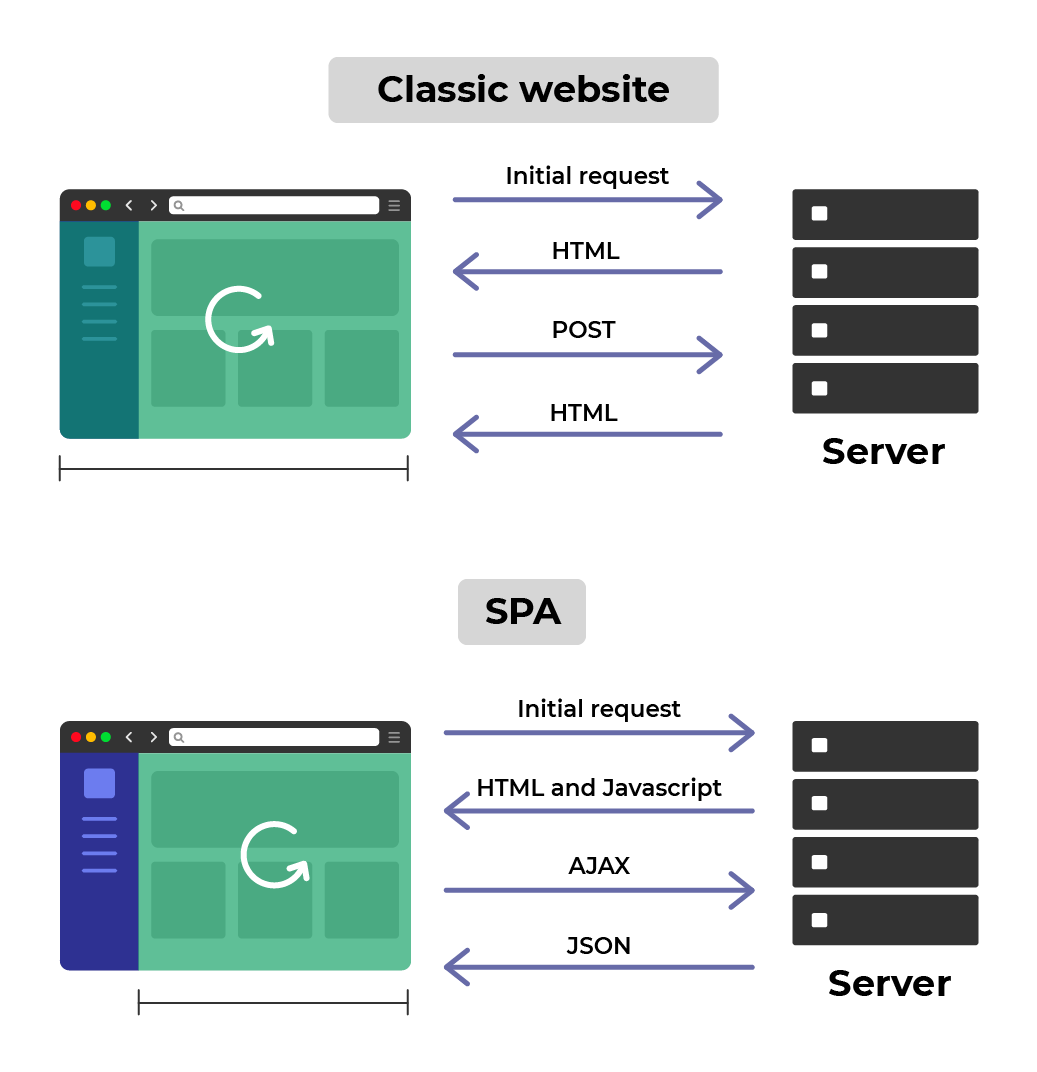 Classic website
Initial request
HTML
POST
HTML
Server
SPA
Initial request
HTML and Javascript
AJAX
JSON
Server